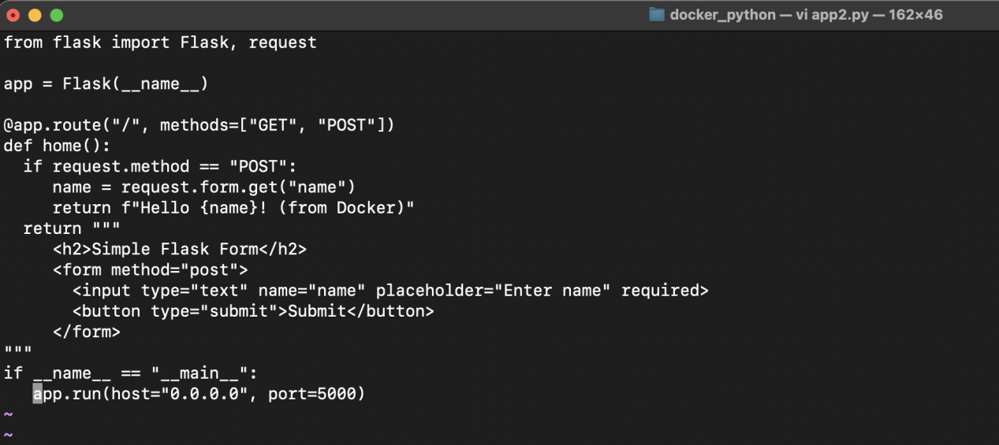 docker_python — vi app2.py — 162×46
from flask import Flask, request

app = Flask(__name__)

@app.route("/", methods=["GET", "POST"])
def home():
  if request.method == "POST":
     name = request.form.get("name")
     return f"Hello {name}! (from Docker)"
  return """
     <h2>Simple Flask Form</h2>
     <form method="post">
       <input type="text" name="name" placeholder="Enter name" required>
       <button type="submit">Submit</button>
     </form>
"""
if __name__ == "__main__":
   app.run(host="0.0.0.0", port=5000)
~
~